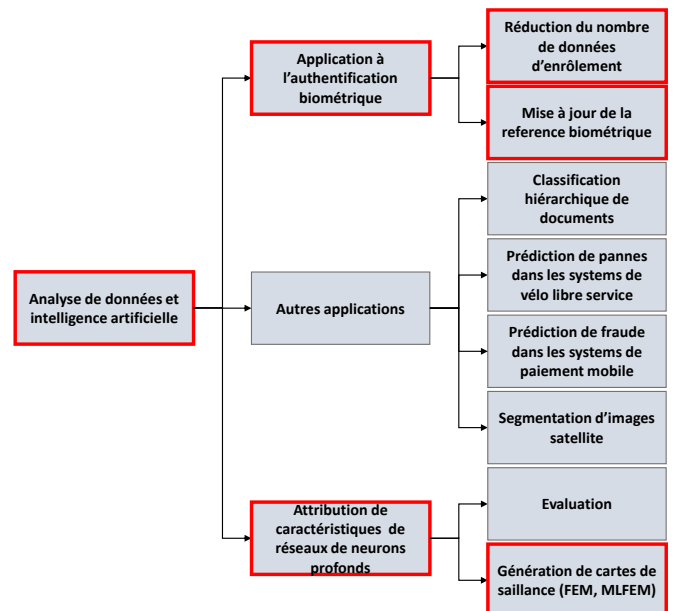 Réduction du nombre
de données
d'enrôlement
Application à
l'authentification
biométrique
Mise à jour de la
reference biométrique
Classification
hiérarchique de
documents
Prédiction de pannes
dans les systems de
vélo libre service
Analyse de données et
intelligence artificielle
Autres applications
Prédiction de fraude
dans les systems de
paiement mobile
Segmentation d'images
satellite
Attribution de
caractéristiques de
réseaux de neurons
profonds
Evaluation
Génération de cartes de
saillance (FEM, MLFEM)